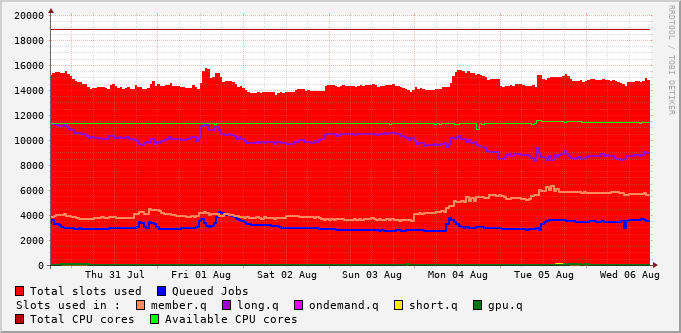 RRDTOOL / TOBI OETIKER
20000
18000
16000
14000
12000
10000
8000
6000
4000
2000
0
Thu 31 Jul Fri 01 Aug Sat 02 Aug Sun 03 Aug Mon 04 Aug Tue 05 Aug Wed 06 Aug
Total slots used Queued Jobs
Slots used in : member.q long.q ondemand.q short.q gpu.q
Total CPU cores Available CPU cores